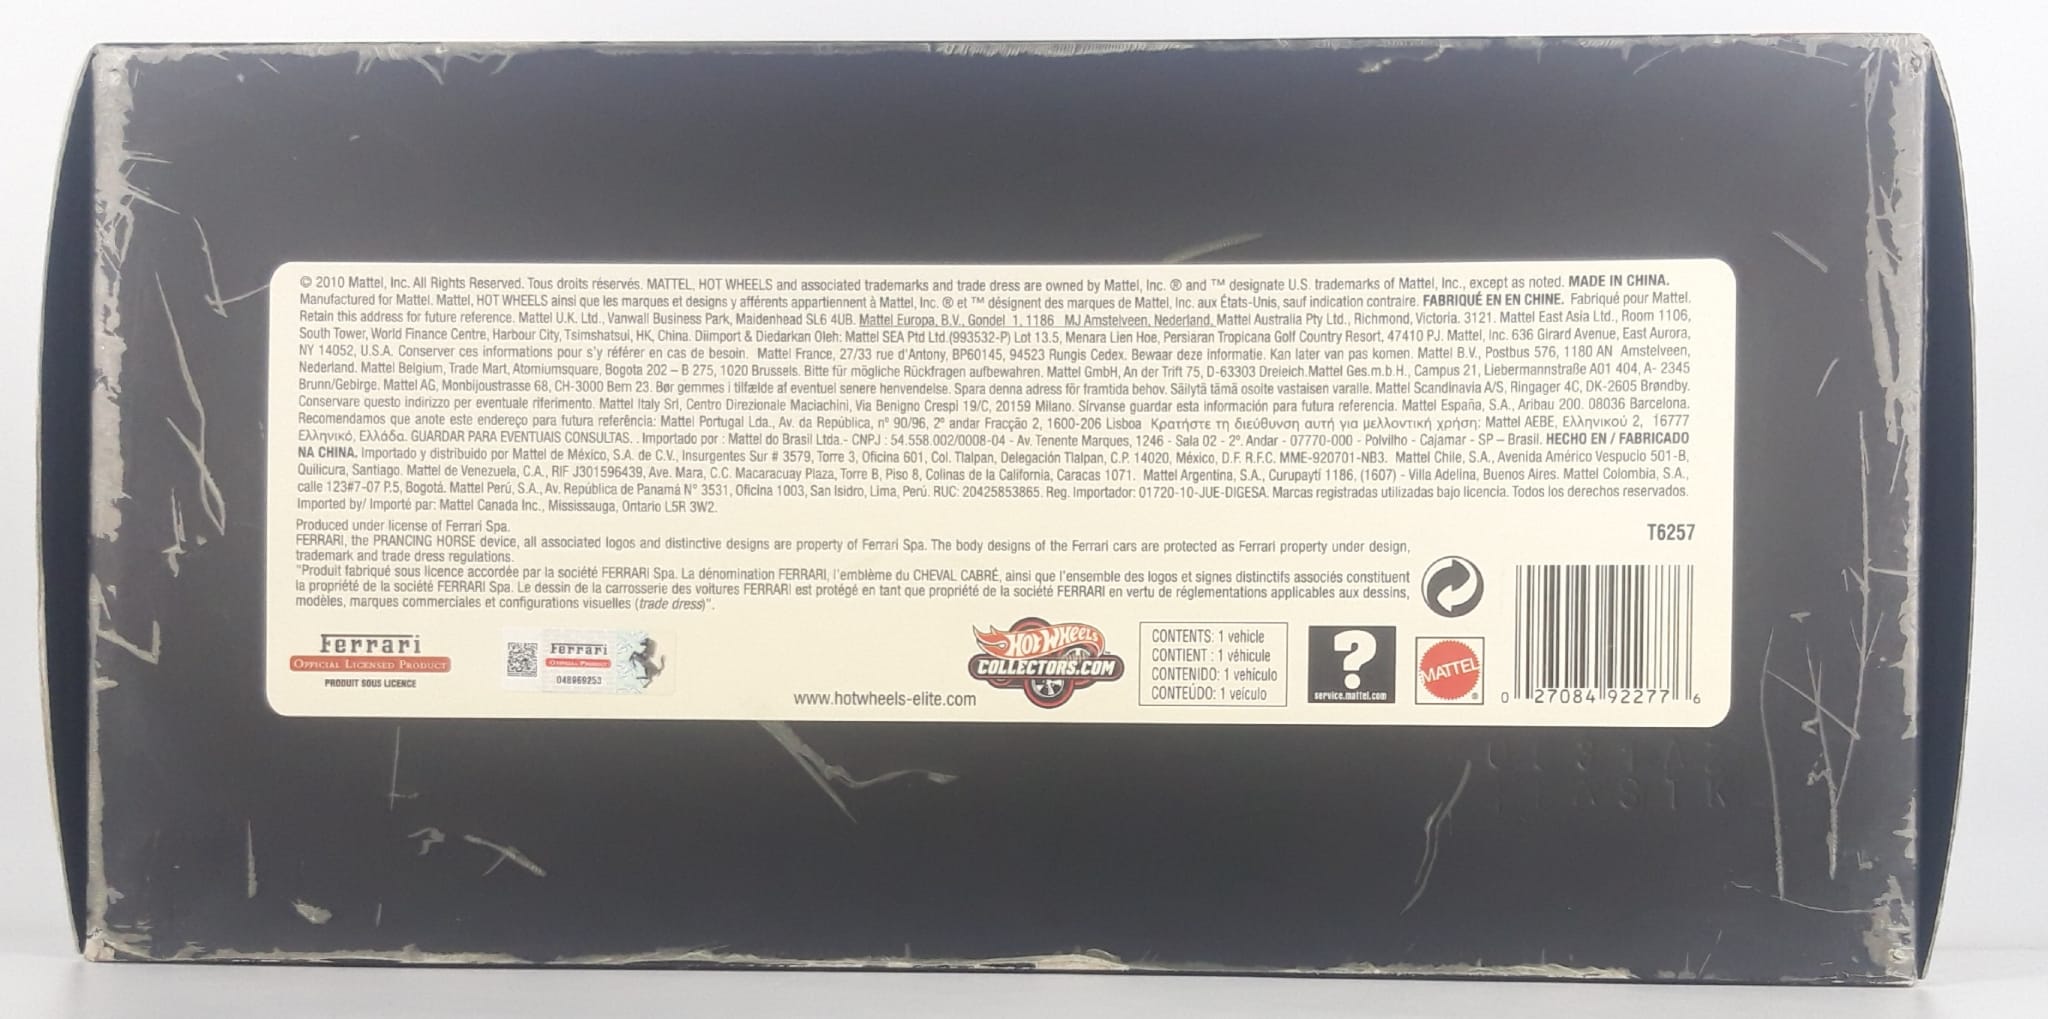 © 2010 Mattel, Inc. All Rights Reserved. Tous droits réservés. MATTEL, HOT WHEELS and associated trademarks and trade dress are owned by Mattel, Inc. ® and ™ designate U.S. trademarks of Mattel, Inc., except as noted. MADE IN CHINA.
Manufactured for Mattel. Mattel, HOT WHEELS ainsi que les marques et designs y afférents appartiennent à Mattel, Inc. ® et ™ désignent des marques de Mattel, Inc. aux États-Unis, sauf indication contraire. FABRIQUÉ EN EN CHINE. Fabriqué pour Mattel.
Retain this address for future reference. Mattel U.K. Ltd., Vanwall Business Park, Maidenhead SL6 4UB. Mattel Europa, B.V., Gondel 1, 1186 MJ Amstelveen, Nederland. Mattel Australia Pty Ltd., Richmond, Victoria. 3121. Mattel East Asia Ltd., Room 1106,
South Tower, World Finance Centre, Harbour City, Tsimshatsui, HK, China. Diimport & Diedarkan Oleh: Mattel SEA Ptd Ltd.(993532-P) Lot 13.5, Menara Lien Hoe, Persiaran Tropicana Golf Country Resort, 47410 PJ. Mattel, Inc. 636 Girard Avenue, East Aurora,
NY 14052, U.S.A. Conserver ces informations pour s'y référer en cas de besoin. Mattel France, 27/33 rue d'Antony, BP60145, 94523 Rungis Cedex. Bewaar deze informatie. Kan later van pas komen. Mattel B.V., Postbus 576, 1180 AN Amstelveen,
Nederland. Mattel Belgium, Trade Mart, Atomiumsquare, Bogota 202 – B 275, 1020 Brussels. Bitte für mögliche Rückfragen aufbewahren. Mattel GmbH, An der Trift 75, D-63303 Dreieich.Mattel Ges.m.b.H., Campus 21, Liebermannstraße A01 404, A- 2345
Brunn/Gebirge. Mattel AG, Monbijoustrasse 68, CH-3000 Bern 23. Bør gemmes i tilfælde af eventuel senere henvendelse. Spara denna adress för framtida behov. Säilytä tämä osoite vastaisen varalle. Mattel Scandinavia A/S, Ringager 4C, DK-2605 Brøndby.
Conservare questo indirizzo per eventuale riferimento. Mattel Italy Srl, Centro Direzionale Maciachini, Via Benigno Crespi 19/C, 20159 Milano. Sírvanse guardar esta información para futura referencia. Mattel España, S.A., Aribau 200. 08036 Barcelona.
Recomendamos que anote este endereço para futura referência: Mattel Portugal Lda., Av. da República, nº 90/96, 2º andar Fracção 2, 1600-206 Lisboa Κρατήστε τη διεύθυνση αυτή για μελλοντική χρήση: Mattel AEBE, Ελληνικού 2, 16777
Ελληνικό, Ελλάδα. GUARDAR PARA EVENTUAIS CONSULTAS. . Importado por : Mattel do Brasil Ltda.- CNPJ : 54.558.002/0008-04 - Av. Tenente Marques, 1246 - Sala 02 - 2º. Andar - 07770-000 - Polvilho - Cajamar - SP – Brasil. HECHO EN / FABRICADO
NA CHINA. Importado y distribuido por Mattel de México, S.A. de C.V., Insurgentes Sur # 3579, Torre 3, Oficina 601, Col. Tlalpan, Delegación Tlalpan, C.P. 14020, México, D.F. R.F.C. MME-920701-NB3. Mattel Chile, S.A., Avenida Américo Vespucio 501-B,
Quilicura, Santiago. Mattel de Venezuela, C.A., RIF J301596439, Ave. Mara, C.C. Macaracuay Plaza, Torre B, Piso 8, Colinas de la California, Caracas 1071. Mattel Argentina, S.A., Curupaytí 1186, (1607) - Villa Adelina, Buenos Aires. Mattel Colombia, S.A.,
calle 123#7-07 P.5, Bogotá. Mattel Perú, S.A., Av. República de Panamá N° 3531, Oficina 1003, San Isidro, Lima, Perú. RUC: 20425853865. Reg. Importador: 01720-10-JUE-DIGESA. Marcas registradas utilizadas bajo licencia. Todos los derechos reservados.
Imported by/ Importé par: Mattel Canada Inc., Mississauga, Ontario L5R 3W2.
Produced under license of Ferrari Spa.
T6257
FERRARI, the PRANCING HORSE device, all associated logos and distinctive designs are property of Ferrari Spa. The body designs of the Ferrari cars are protected as Ferrari property under design,
trademark and trade dress regulations.
"Produit fabriqué sous licence accordée par la société FERRARI Spa. La dénomination FERRARI, l'emblème du CHEVAL CABRÉ, ainsi que l'ensemble des logos et signes distinctifs associés constituent
la propriété de la société FERRARI Spa. Le dessin de la carrosserie des voitures FERRARI est protégé en tant que propriété de la société FERRARI en vertu de réglementations applicables aux dessins,
modèles, marques commerciales et configurations visuelles (trade dress)".
Ferrari
OFFICIAL LICENSED PRODUCT
PRODUIT SOUS LICENCE
Ferrari
048969253
www.hotwheels-elite.com
HOT WHEELS
COLLECTORS.COM
CONTENTS: 1 vehicle
CONTIENT : 1 véhicule
CONTENIDO: 1 vehículo
CONTEÚDO: 1 veículo
?
service.mattel.com
MATTEL
0 27084 92277 6